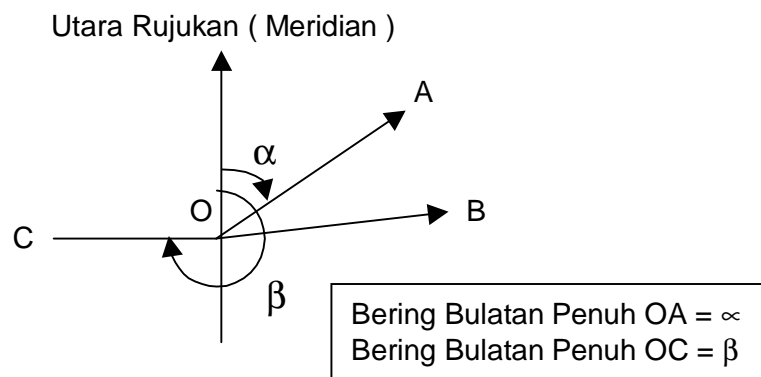 Utara Rujukan ( Meridian )
A
α
O
B
C
β
Bering Bulatan Penuh OA = ∝
Bering Bulatan Penuh OC = β